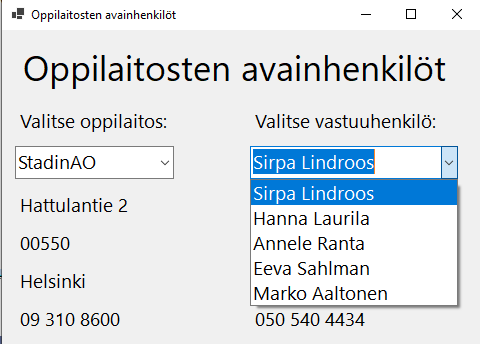 Oppilaitosten avainhenkilöt
Oppilaitosten avainhenkilöt
Valitse oppilaitos:
Valitse vastuuhenkilö:
StadinAO
Sirpa Lindroos
Sirpa Lindroos
Hanna Laurila
Annele Ranta
Eeva Sahlman
Marko Aaltonen
Hattulantie 2
00550
Helsinki
09 310 8600
050 540 4434